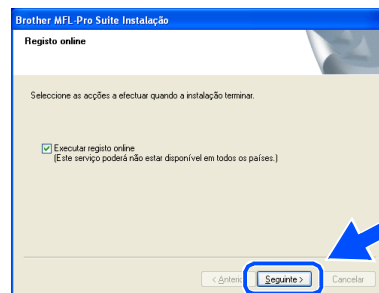 Brother MFL-Pro Suite Instalação
Registo online
Seleccione as acções a efectuar quando a instalação terminar.
Executar registo online
(Este serviço poderá não estar disponível em todos os países.)
< Anterior
Seguinte >
Cancelar